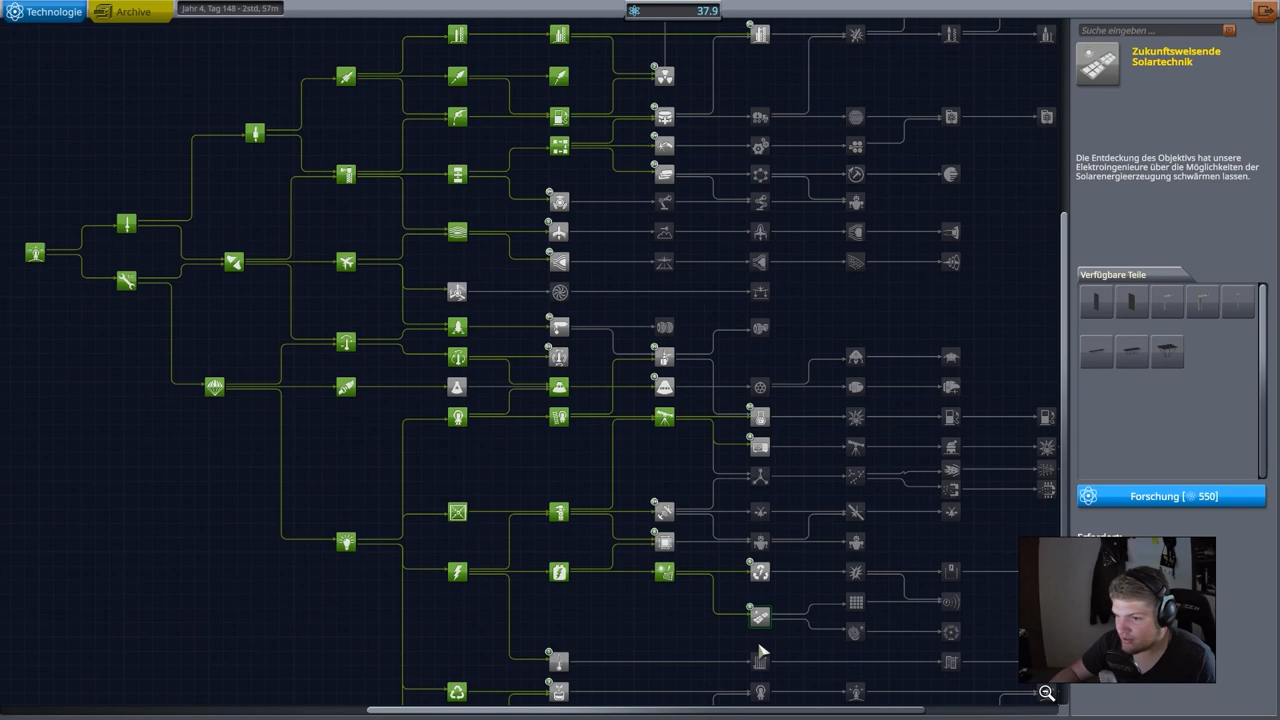 Technologie
Archive
Jahr 4, Tag 148 - 2std, 57m
37.9
Suche eingeben ...
Zukunftsweisende
Solartechnik
Die Entdeckung des Objektivs hat unsere
Elektroingenieure über die Möglichkeiten der
Solarenergieerzeugung schwärmen lassen.
Verfügbare Teile
Forschung [ 550]